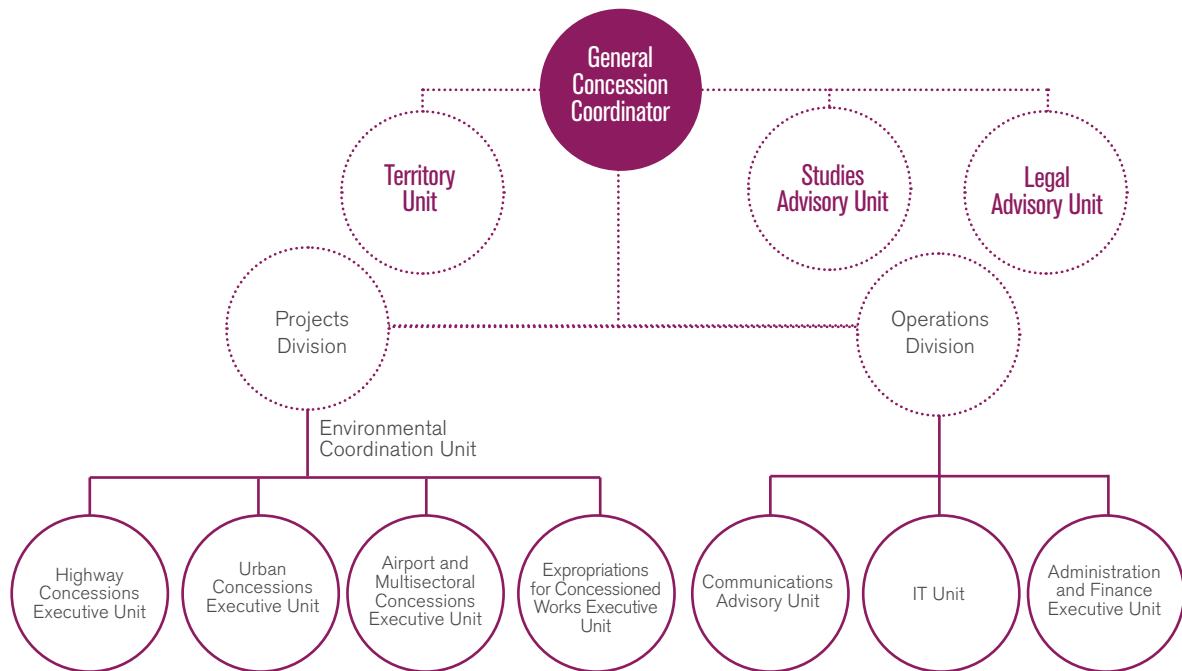 General
Concession
Coordinator
Territory
Unit
Studies
Advisory Unit
Legal
Advisory Unit
Projects
Division
Operations
Division
Environmental
Coordination Unit
Highway
Concessions
Executive Unit
Urban
Concessions
Executive Unit
Airport and
Multisectoral
Concessions
Executive Unit
Expropriations
for Concessioned
Works Executive
Unit
Communications
Advisory Unit
IT Unit
Administration
and Finance
Executive Unit